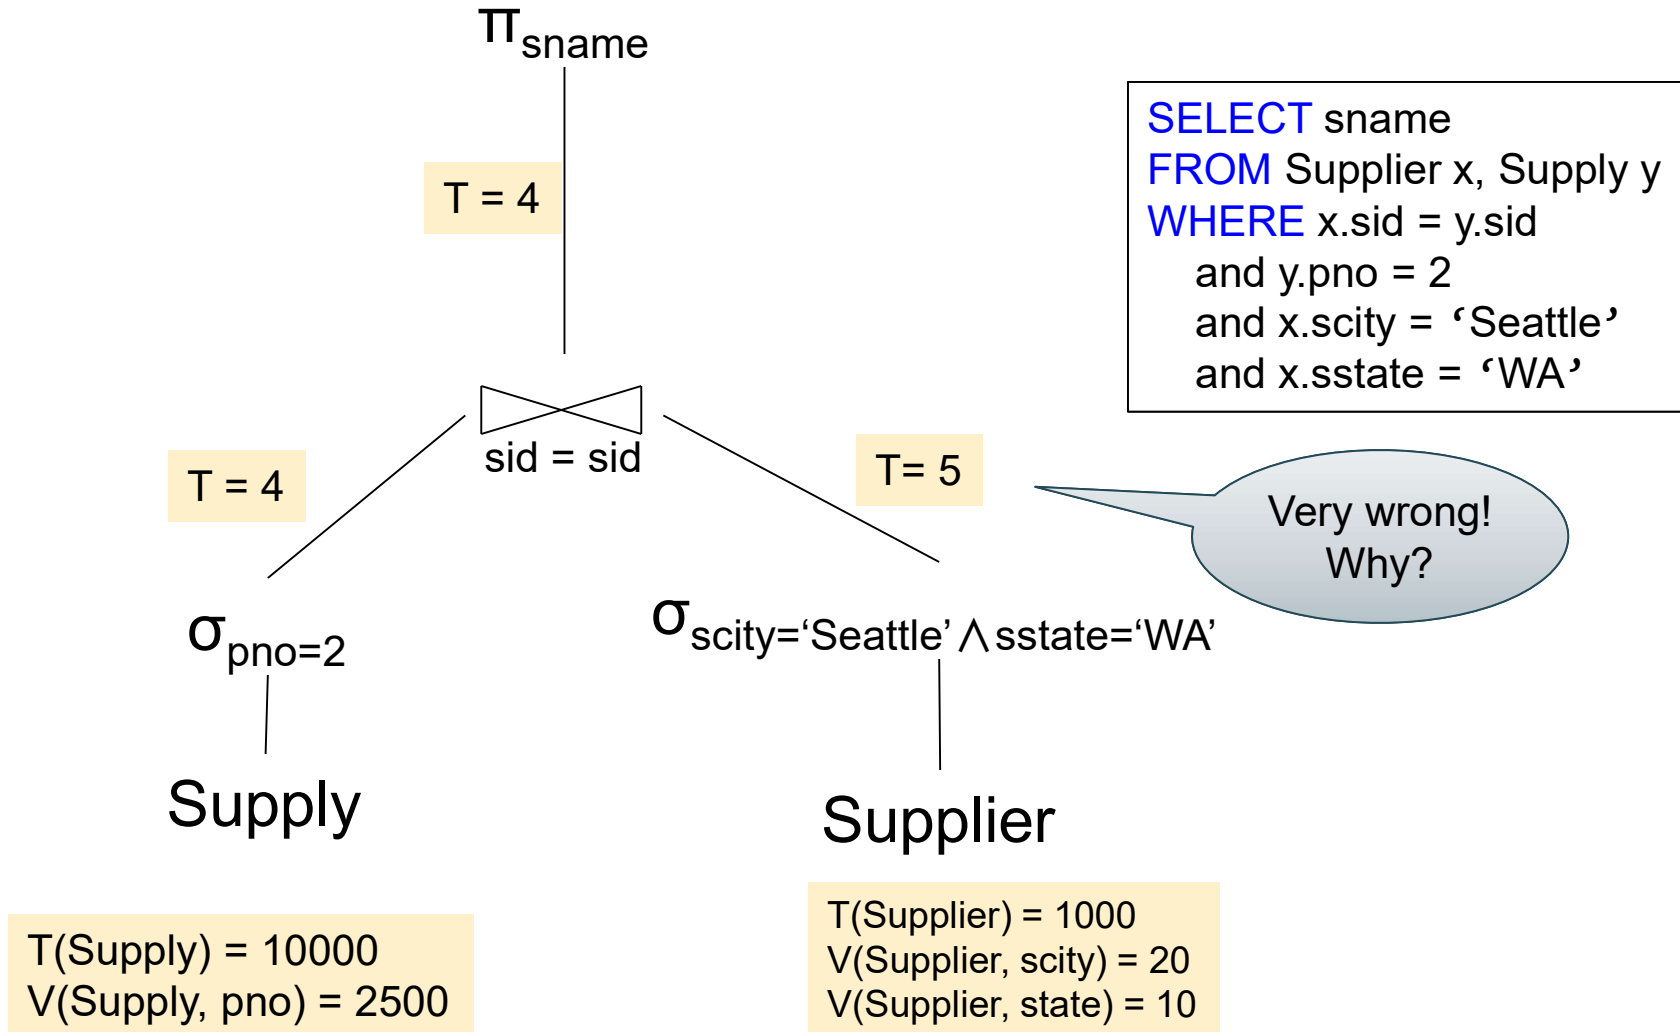 π sname
SELECT sname
FROM Supplier x, Supply y
WHERE x.sid = y.sid
and y.pno = 2
and x.scity = ‘Seattle’
and x.sstate = ‘WA’
T = 4
sid = sid
T = 4
T= 5
Very wrong!
Why?
σ pno=2
σ scity=‘Seattle’ ∧ sstate=‘WA’
Supply
Supplier
T(Supply) = 10000
V(Supply, pno) = 2500
T(Supplier) = 1000
V(Supplier, scity) = 20
V(Supplier, state) = 10